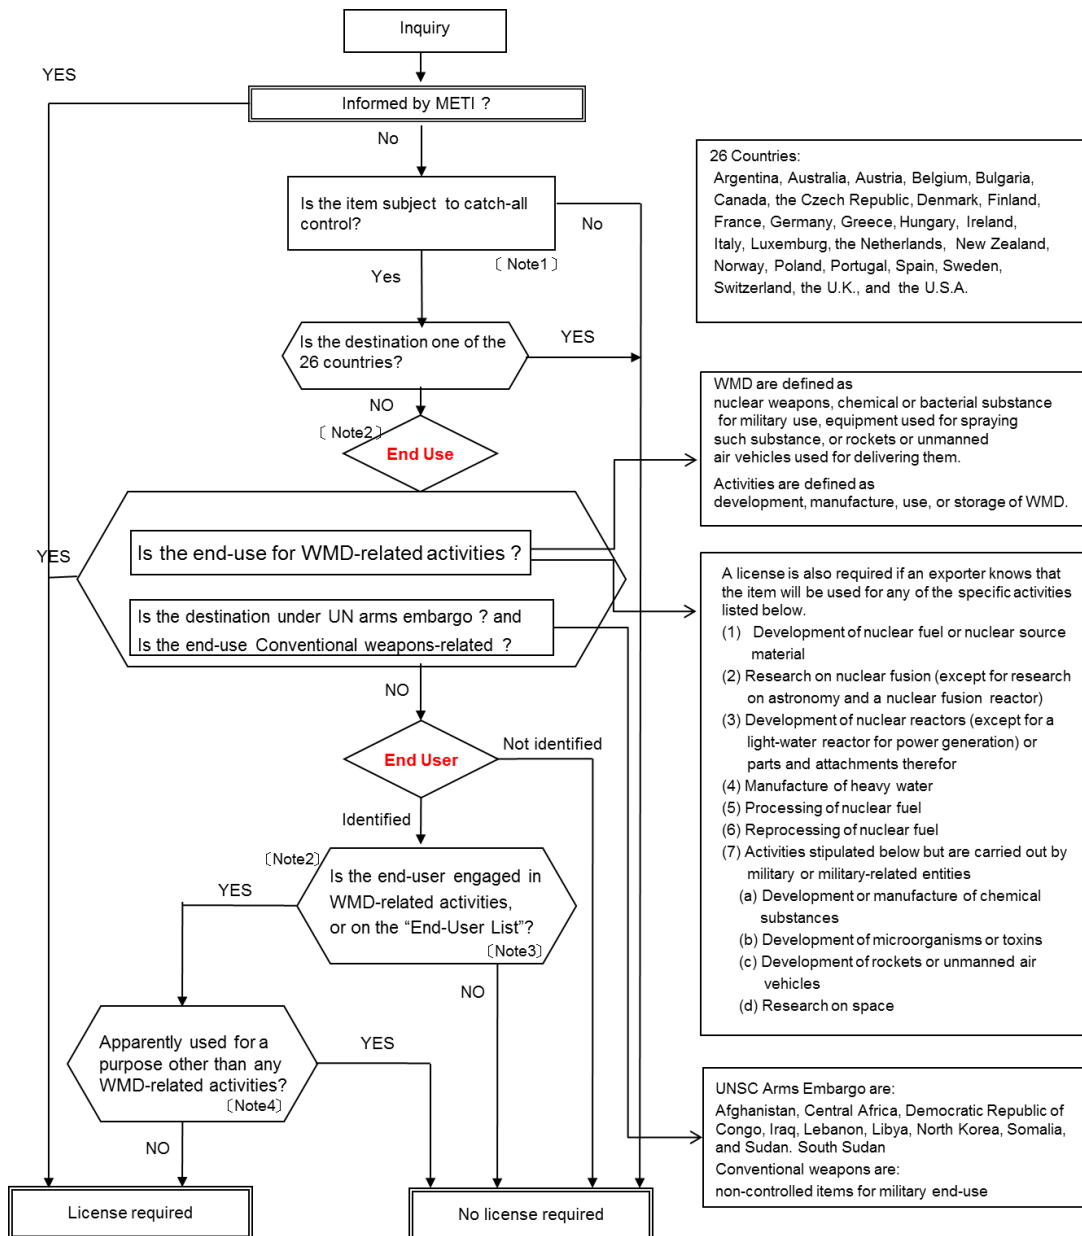 Inquiry
YES
Informed by METI ?
No
Is the item subject to catch-all
control?
No
〔 Note1〕
Yes
Is the destination one of the
26 countries?
YES
NO
〔 Note2〕
End Use
YES
Is the end-use for WMD-related activities ?
Is the destination under UN arms embargo ? and
Is the end-use Conventional weapons-related ?
NO
End User
Not identified
Identified
〔Note2〕
Is the end-user engaged in
WMD-related activities,
or on the “End-User List”?
〔Note3〕
YES
NO
Apparently used for a
purpose other than any
WMD-related activities?
〔Note4〕
YES
NO
License required
No license required
26 Countries:
Argentina, Australia, Austria, Belgium, Bulgaria,
Canada, the Czech Republic, Denmark, Finland,
France, Germany, Greece, Hungary, Ireland,
Italy, Luxemburg, the Netherlands, New Zealand,
Norway, Poland, Portugal, Spain, Sweden,
Switzerland, the U.K., and the U.S.A.
WMD are defined as
nuclear weapons, chemical or bacterial substance
for military use, equipment used for spraying
such substance, or rockets or unmanned
air vehicles used for delivering them.
Activities are defined as
development, manufacture, use, or storage of WMD.
A license is also required if an exporter knows that
the item will be used for any of the specific activities
listed below.
(1) Development of nuclear fuel or nuclear source
material
(2) Research on nuclear fusion (except for research
on astronomy and a nuclear fusion reactor)
(3) Development of nuclear reactors (except for a
light-water reactor for power generation) or
parts and attachments therefor
(4) Manufacture of heavy water
(5) Processing of nuclear fuel
(6) Reprocessing of nuclear fuel
(7) Activities stipulated below but are carried out by
military or military-related entities
(a) Development or manufacture of chemical
substances
(b) Development of microorganisms or toxins
(c) Development of rockets or unmanned air
vehicles
(d) Research on space
UNSC Arms Embargo are:
Afghanistan, Central Africa, Democratic Republic of
Congo, Iraq, Lebanon, Libya, North Korea, Somalia,
and Sudan. South Sudan
Conventional weapons are:
non-controlled items for military end-use